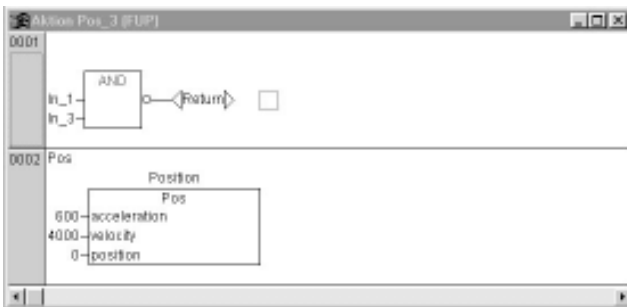 Aktion Pos_3 (FUP)
0001
AND
In_1
Return
In_3
0002 Pos
Position
Pos
600 acceleration
4000 velocity
0 position